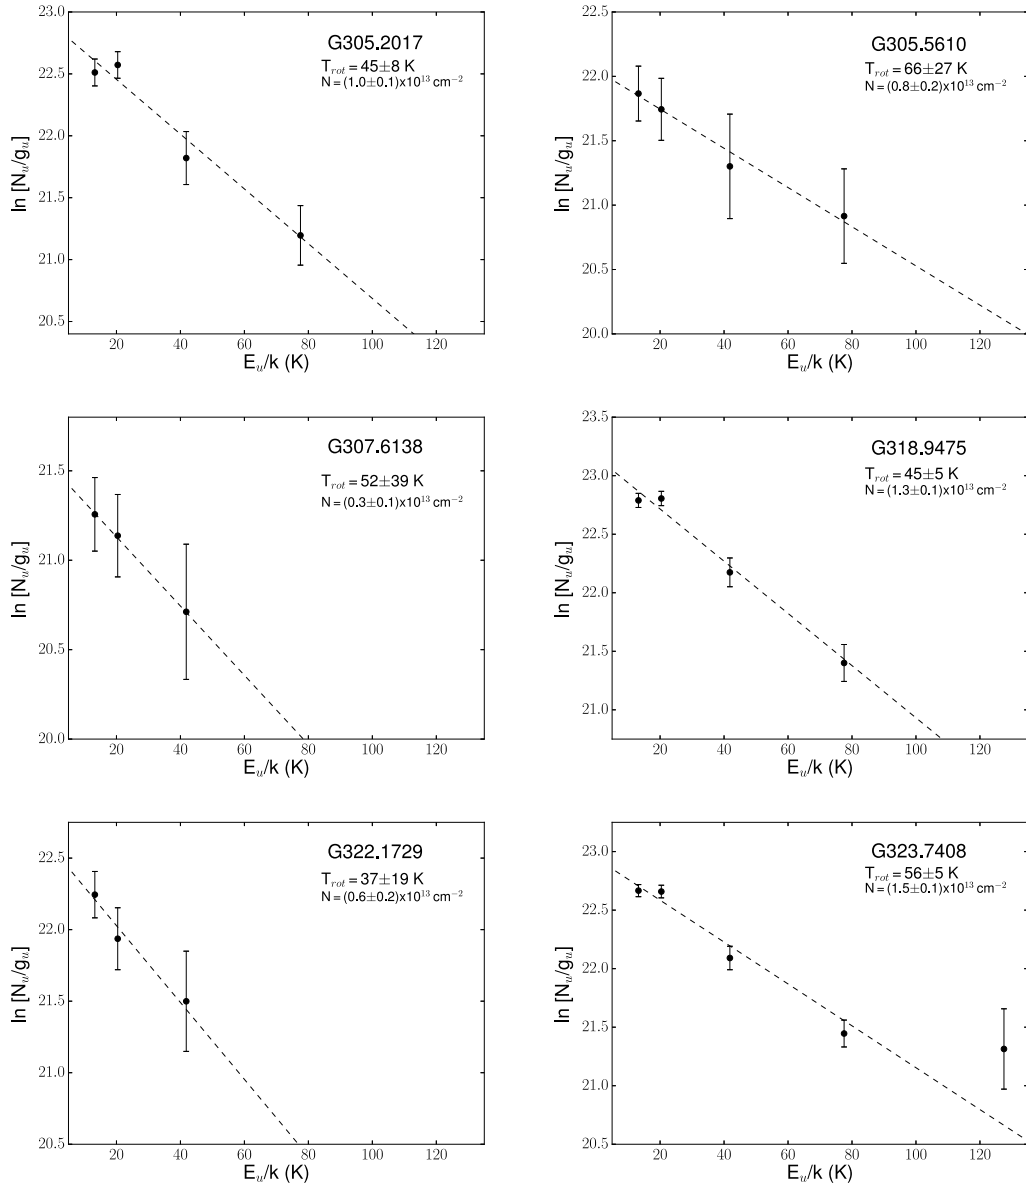 23.0
22.5
22.0
21.5
21.0
20.5
ln [N_u/g_u]
G305.2017
T_rot = 45±8 K
N = (1.0±0.1)x10^13 cm^−2
20 40 60 80 100 120
E_u/k (K)
22.5
22.0
21.5
21.0
20.5
20.0
ln [N_u/g_u]
G305.5610
T_rot = 66±27 K
N = (0.8±0.2)x10^13 cm^−2
20 40 60 80 100 120
E_u/k (K)
21.5
21.0
20.5
20.0
ln [N_u/g_u]
G307.6138
T_rot = 52±39 K
N = (0.3±0.1)x10^13 cm^−2
20 40 60 80 100 120
E_u/k (K)
23.5
23.0
22.5
22.0
21.5
21.0
ln [N_u/g_u]
G318.9475
T_rot = 45±5 K
N = (1.3±0.1)x10^13 cm^−2
20 40 60 80 100 120
E_u/k (K)
22.5
22.0
21.5
21.0
20.5
ln [N_u/g_u]
G322.1729
T_rot = 37±19 K
N = (0.6±0.2)x10^13 cm^−2
20 40 60 80 100 120
E_u/k (K)
23.0
22.5
22.0
21.5
21.0
20.5
ln [N_u/g_u]
G323.7408
T_rot = 56±5 K
N = (1.5±0.1)x10^13 cm^−2
20 40 60 80 100 120
E_u/k (K)